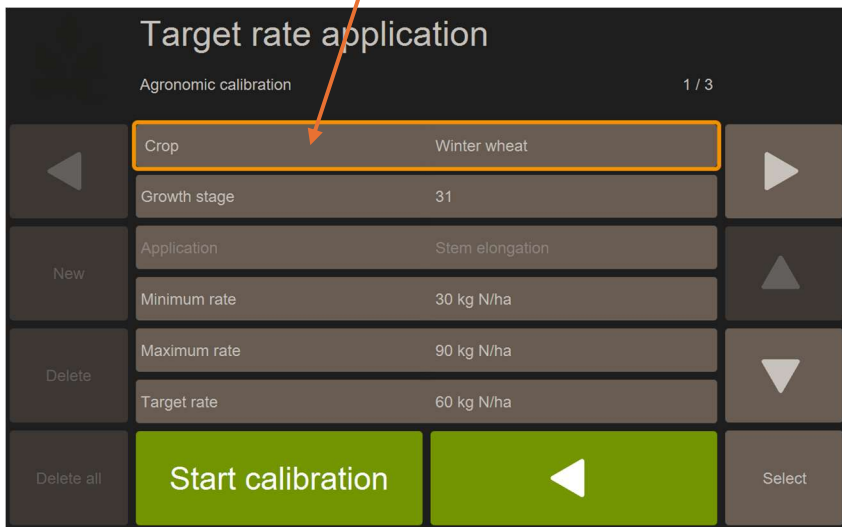 Target rate application
Agronomic calibration 1 / 3
Crop Winter wheat
Growth stage 31
Application Stem elongation
New
Minimum rate 30 kg N/ha
Maximum rate 90 kg N/ha
Delete
Target rate 60 kg N/ha
Delete all Start calibration Select